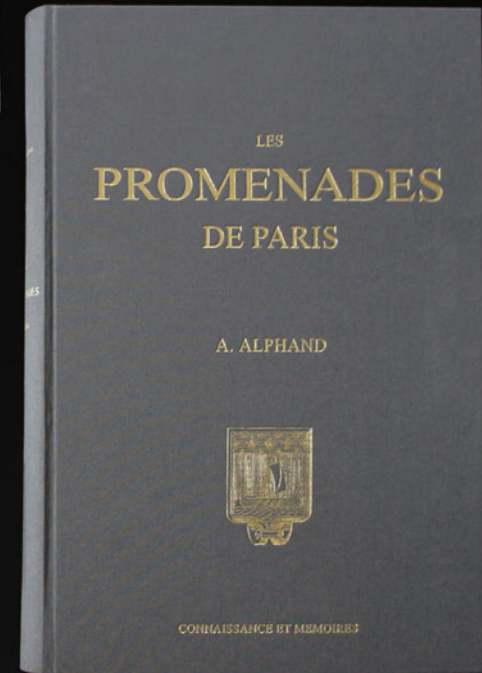 LES
PROMENADES
DE PARIS
A. ALPHAND
CONNAISSANCE ET MEMOIRES